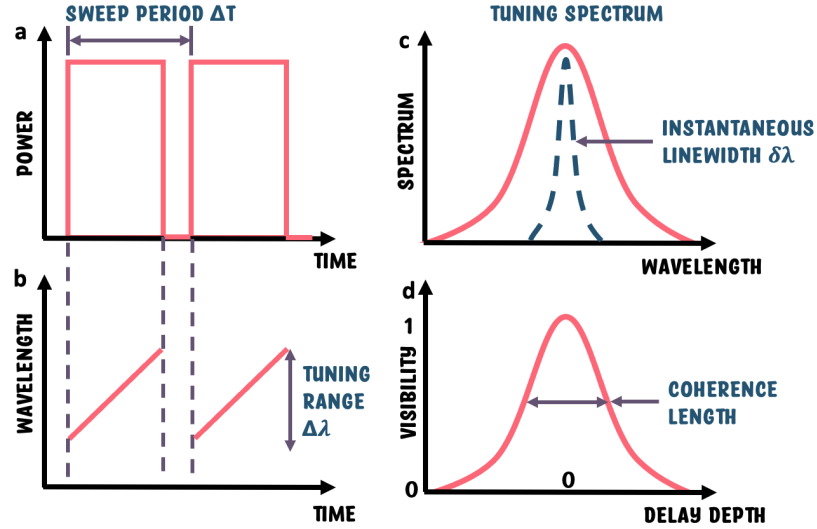 SWEEP PERIOD ΔT
a
POWER
TIME
b
WAVELENGTH
TUNING
RANGE
Δλ
TIME
TUNING SPECTRUM
c
SPECTRUM
INSTANTANEOUS
LINEWIDTH δλ
WAVELENGTH
d
VISIBILITY
1
0
0
COHERENCE
LENGTH
DELAY DEPTH